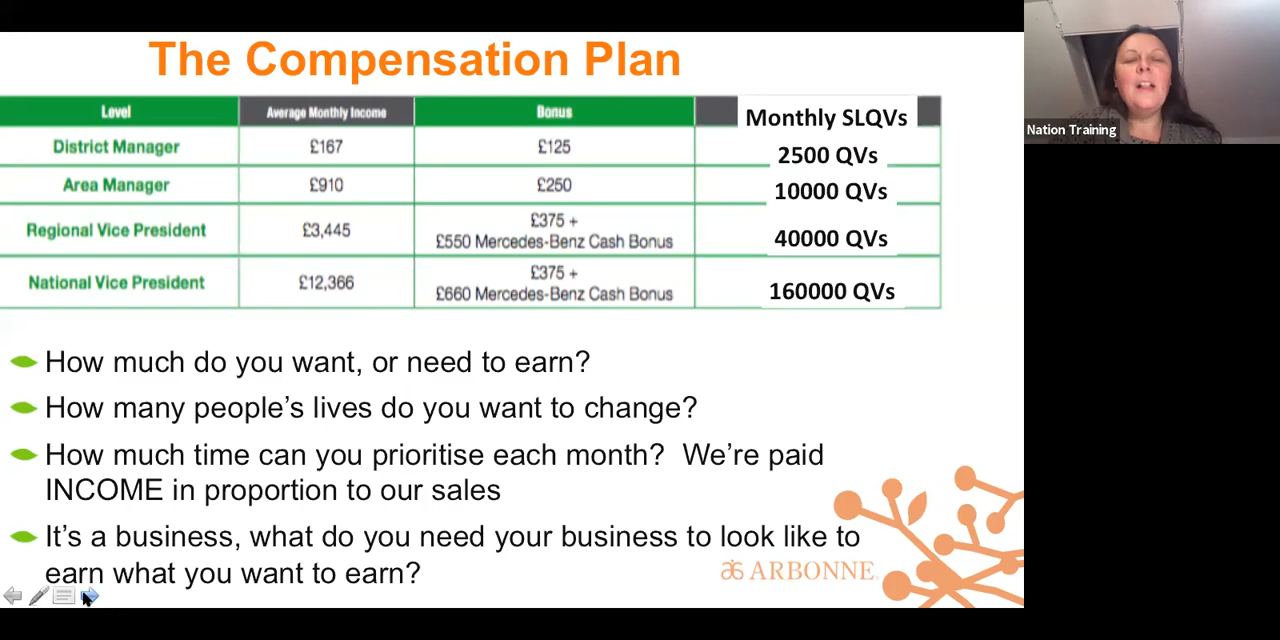 The Compensation Plan
Level Average Monthly Income Bonus Monthly SLQVs
District Manager £167 £125 2500 QVs
Area Manager £910 £250 10000 QVs
Regional Vice President £3,445 £375 +
£550 Mercedes-Benz Cash Bonus 40000 QVs
National Vice President £12,366 £375 +
£660 Mercedes-Benz Cash Bonus 160000 QVs
How much do you want, or need to earn?
How many people’s lives do you want to change?
How much time can you prioritise each month?  We’re paid
INCOME in proportion to our sales
It’s a business, what do you need your business to look like to
earn what you want to earn?
ARBONNE
Nation Training